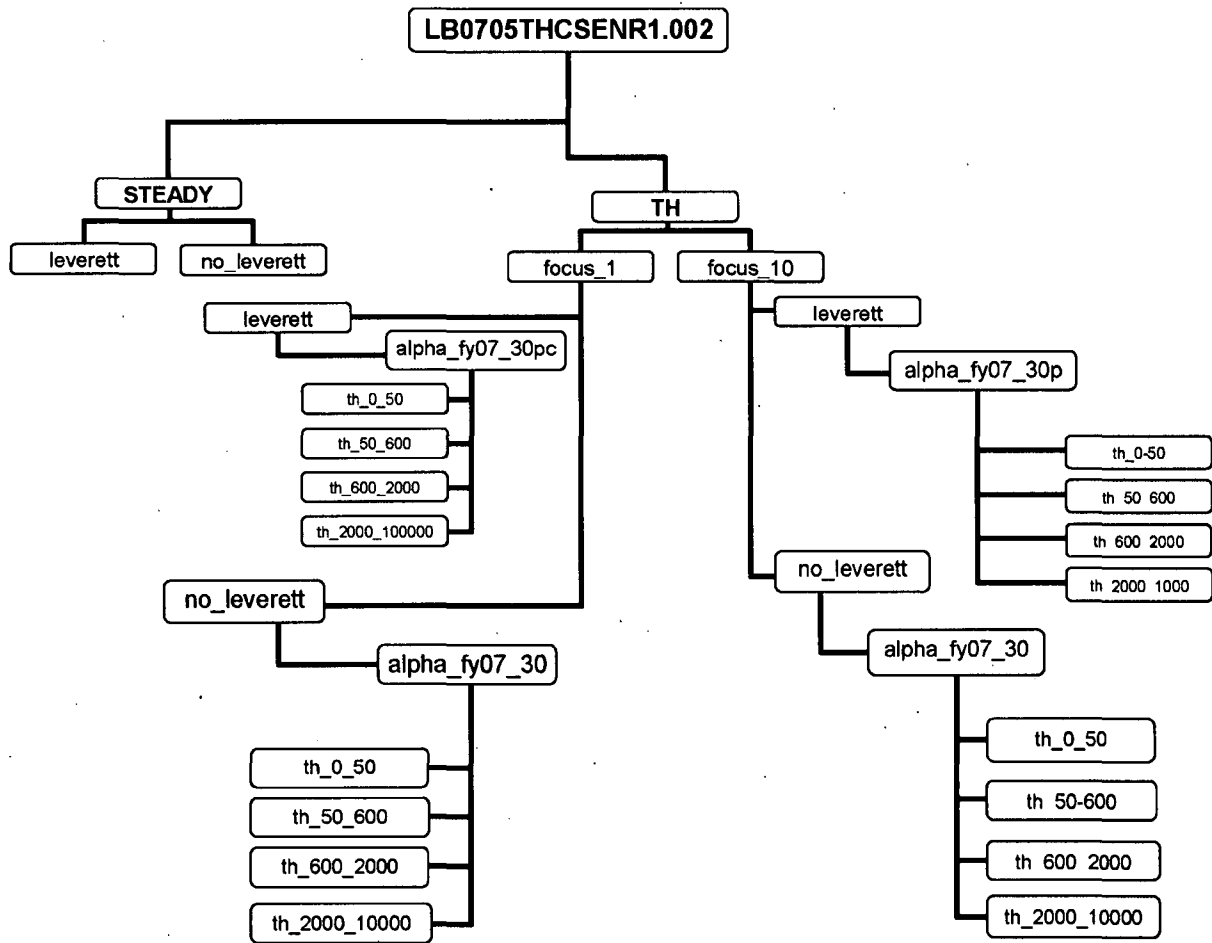 LB0705THCSENR1.002
STEADY
TH
leverett
no_leverett
focus_1
focus_10
leverett
alpha_fy07_30pc
th_0_50
th_50_600
th_600_2000
th_2000_100000
no_leverett
alpha_fy07_30
th_0_50
th_50_600
th_600_2000
th_2000_10000
leverett
alpha_fy07_30p
th_0-50
th 50 600
th 600 2000
th 2000 1000
no_leverett
alpha_fy07_30
th_0_50
th 50-600
th 600 2000
th_2000_10000